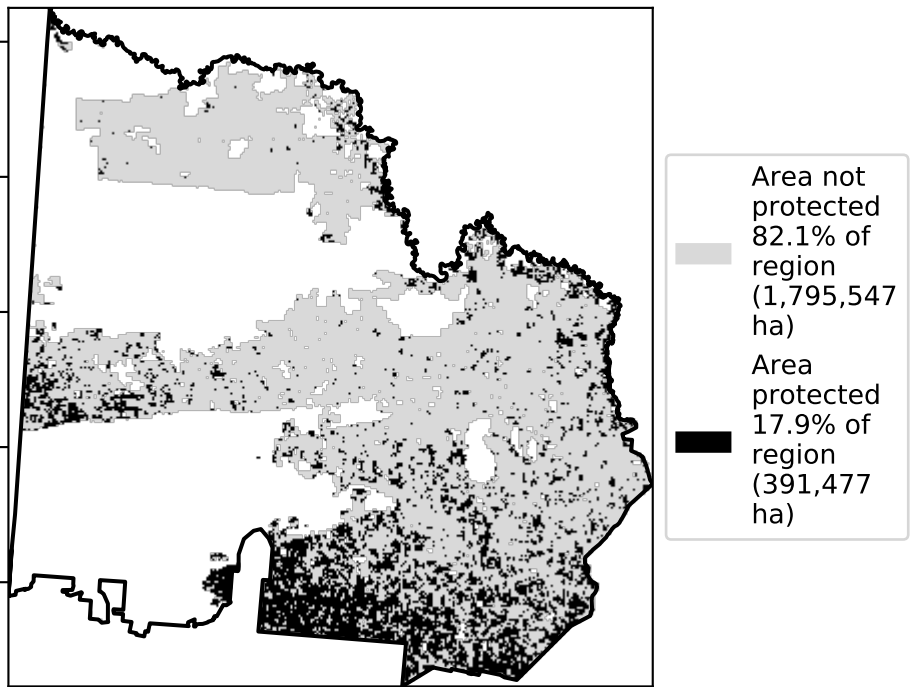 Area not
protected
82.1% of
region
(1,795,547
ha)
Area
protected
17.9% of
region
(391,477
ha)